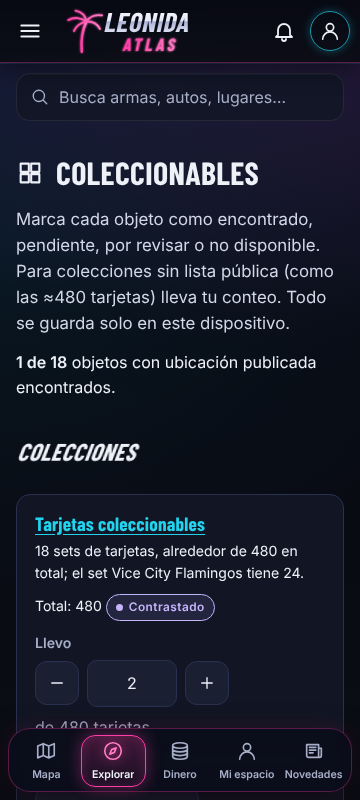 LEONIDA
ATLAS
Busca armas, autos, lugares...
COLECCIONABLES
Marca cada objeto como encontrado,
pendiente, por revisar o no disponible.
Para colecciones sin lista pública (como
las ≈480 tarjetas) lleva tu conteo. Todo
se guarda solo en este dispositivo.
1 de 18 objetos con ubicación publicada
encontrados.
COLECCIONES
Tarjetas coleccionables
18 sets de tarjetas, alrededor de 480 en
total; el set Vice City Flamingos tiene 24.
Total: 480 Contrastado
Llevo
− 2 +
de 480 tarjetas
Mapa Explorar Dinero Mi espacio Novedades